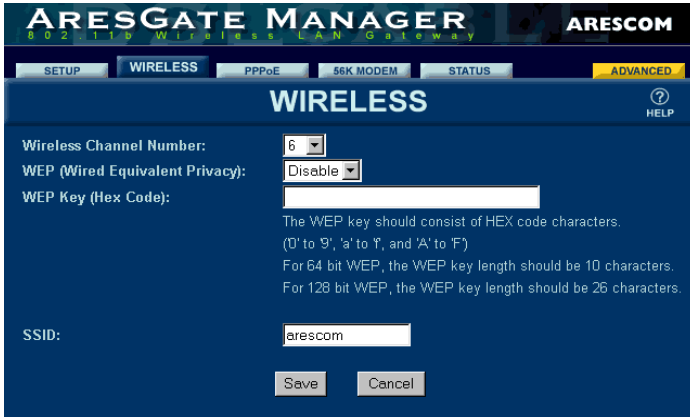 ARESGATE MANAGER
802.11b Wireless LAN Gateway
ARESCOM
SETUP
WIRELESS
PPPoE
56K MODEM
STATUS
ADVANCED
WIRELESS
?
HELP
Wireless Channel Number:
6
WEP (Wired Equivalent Privacy):
Disable
WEP Key (Hex Code):
The WEP key should consist of HEX code characters.
('0' to '9', 'a' to 'f', and 'A' to 'F')
For 64 bit WEP, the WEP key length should be 10 characters.
For 128 bit WEP, the WEP key length should be 26 characters.
SSID:
arescom
Save
Cancel